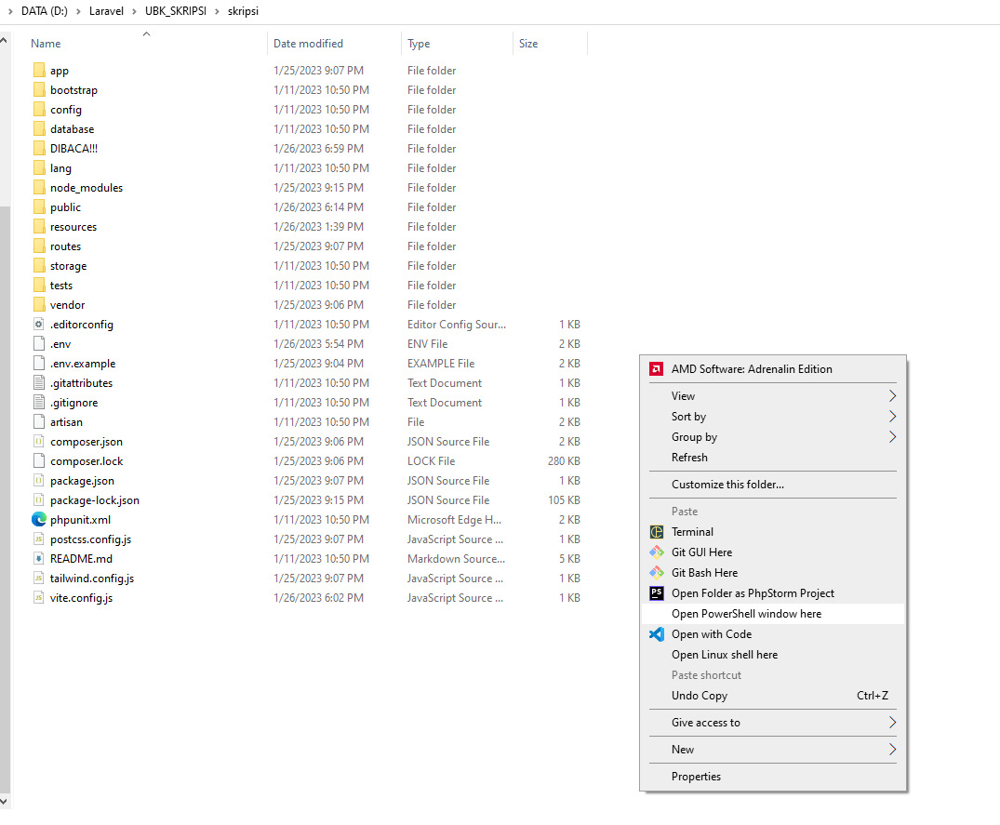 DATA (D:) > Laravel > UBK_SKRIPSI > skripsi
Name Date modified Type Size
app 1/25/2023 9:07 PM File folder
bootstrap 1/11/2023 10:50 PM File folder
config 1/11/2023 10:50 PM File folder
database 1/11/2023 10:50 PM File folder
DIBACA!!! 1/26/2023 6:59 PM File folder
lang 1/11/2023 10:50 PM File folder
node_modules 1/25/2023 9:15 PM File folder
public 1/26/2023 6:14 PM File folder
resources 1/26/2023 1:39 PM File folder
routes 1/25/2023 9:07 PM File folder
storage 1/11/2023 10:50 PM File folder
tests 1/11/2023 10:50 PM File folder
vendor 1/25/2023 9:06 PM File folder
.editorconfig 1/11/2023 10:50 PM Editor Config Sour... 1 KB
.env 1/26/2023 5:54 PM ENV File 2 KB
.env.example 1/25/2023 9:04 PM EXAMPLE File 2 KB
.gitattributes 1/11/2023 10:50 PM Text Document 1 KB
.gitignore 1/11/2023 10:50 PM Text Document 1 KB
artisan 1/11/2023 10:50 PM File 2 KB
composer.json 1/25/2023 9:06 PM JSON Source File 2 KB
composer.lock 1/25/2023 9:06 PM LOCK File 280 KB
package.json 1/25/2023 9:07 PM JSON Source File 1 KB
package-lock.json 1/25/2023 9:15 PM JSON Source File 105 KB
phpunit.xml 1/11/2023 10:50 PM Microsoft Edge H... 2 KB
postcss.config.js 1/25/2023 9:07 PM JavaScript Source ... 1 KB
README.md 1/11/2023 10:50 PM Markdown Source... 5 KB
tailwind.config.js 1/25/2023 9:07 PM JavaScript Source ... 1 KB
vite.config.js 1/26/2023 6:02 PM JavaScript Source ... 1 KB
AMD Software: Adrenalin Edition
View
Sort by
Group by
Refresh
Customize this folder...
Paste
Terminal
Git GUI Here
Git Bash Here
PS Open Folder as PhpStorm Project
Open PowerShell window here
Open with Code
Open Linux shell here
Paste shortcut
Undo Copy Ctrl+Z
Give access to
New
Properties